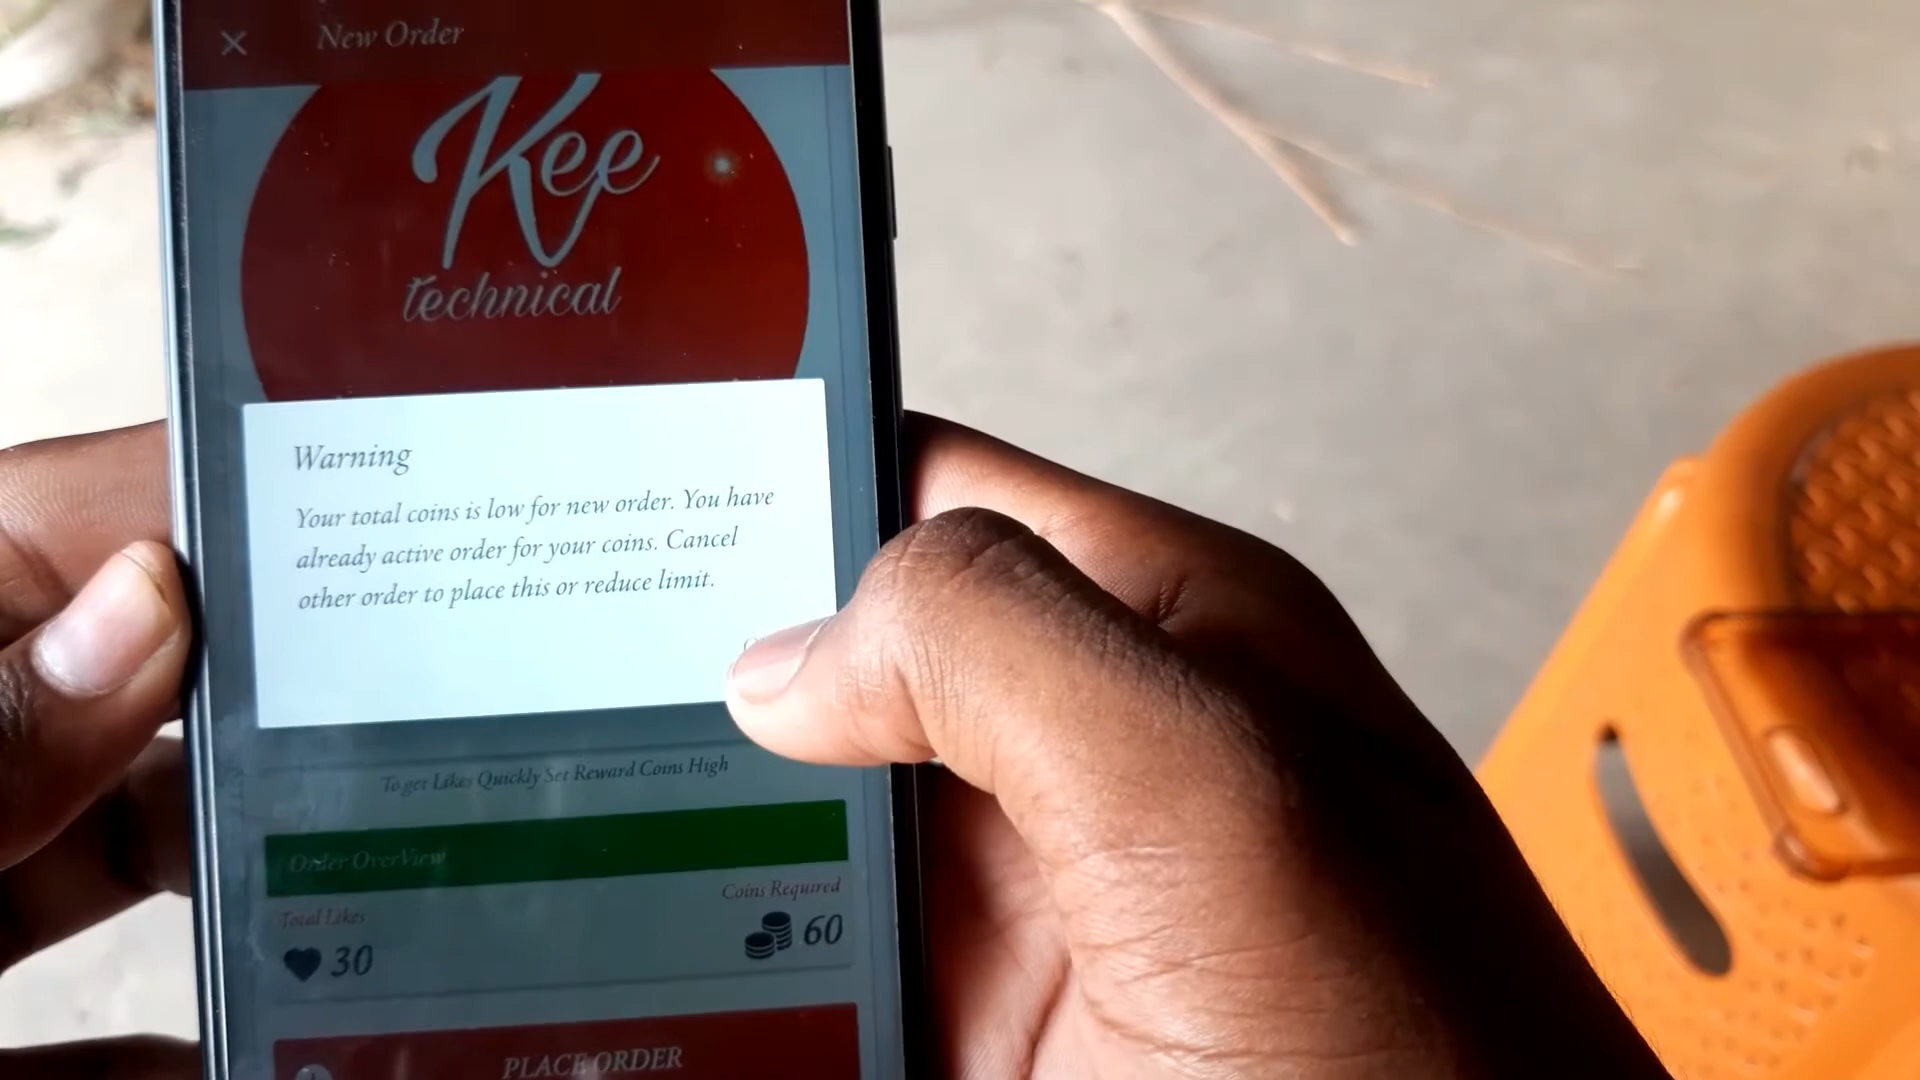 New Order
Kee
technical
Warning
Your total coins is low for new order. You have
already active order for your coins. Cancel
other order to place this or reduce limit.
To get Likes Quickly Set Reward Coins High
Order OverView
Coins Required
Total Likes
60
30
PLACE ORDER